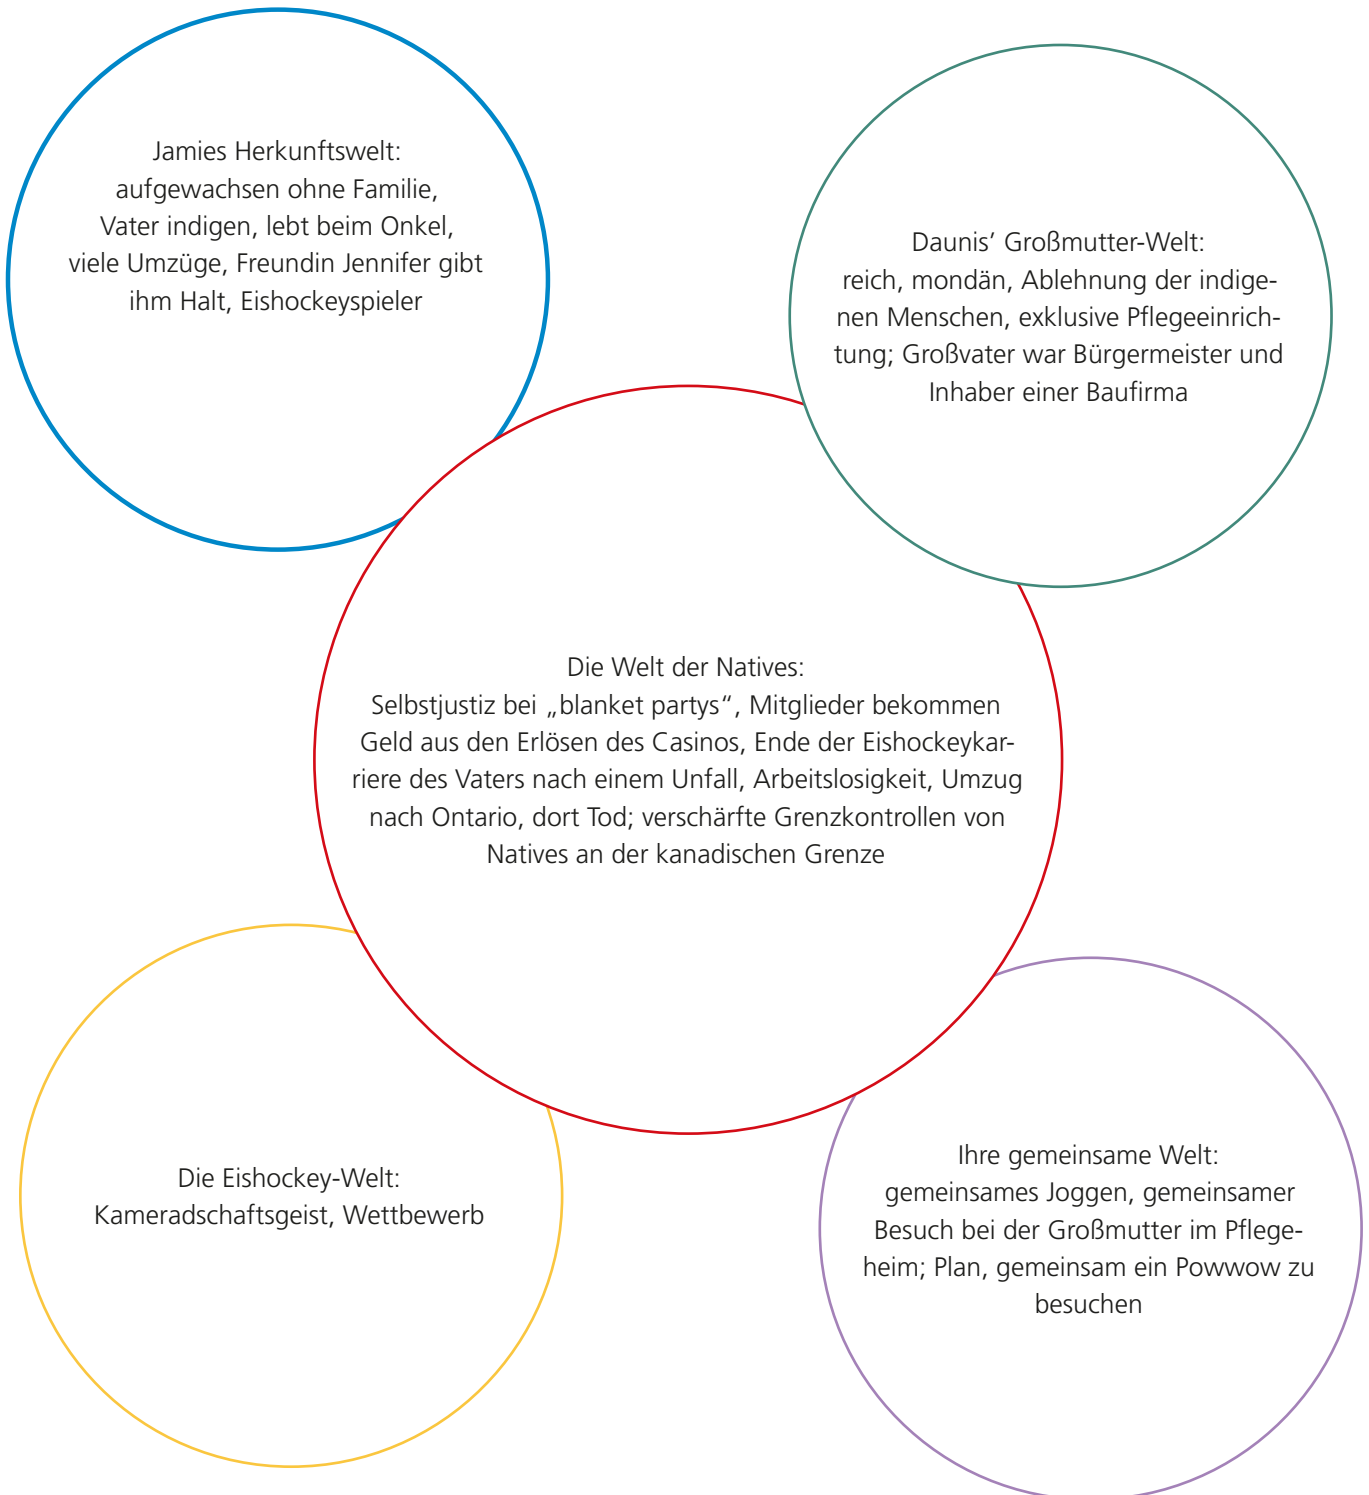 Jamies Herkunftswelt:
aufgewachsen ohne Familie,
Vater indigen, lebt beim Onkel,
viele Umzüge, Freundin Jennifer gibt
ihm Halt, Eishockeyspieler
Daunis’ Großmutter-Welt:
reich, mondän, Ablehnung der indige-
nen Menschen, exklusive Pflegeeinrich-
tung; Großvater war Bürgermeister und
Inhaber einer Baufirma
Die Welt der Natives:
Selbstjustiz bei „blanket partys“, Mitglieder bekommen
Geld aus den Erlösen des Casinos, Ende der Eishockeykar-
riere des Vaters nach einem Unfall, Arbeitslosigkeit, Umzug
nach Ontario, dort Tod; verschärfte Grenzkontrollen von
Natives an der kanadischen Grenze
Die Eishockey-Welt:
Kameradschaftsgeist, Wettbewerb
Ihre gemeinsame Welt:
gemeinsames Joggen, gemeinsamer
Besuch bei der Großmutter im Pflege-
heim; Plan, gemeinsam ein Powwow zu
besuchen